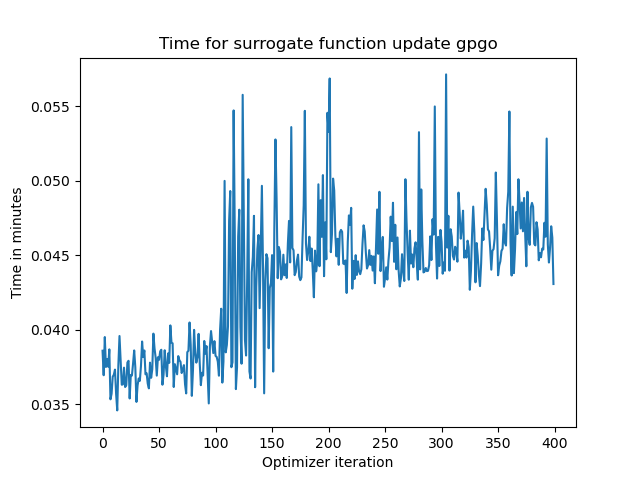 Time for surrogate function update gpgo
0.055
0.050
0.045
0.040
0.035
Time in minutes
0 50 100 150 200 250 300 350 400
Optimizer iteration